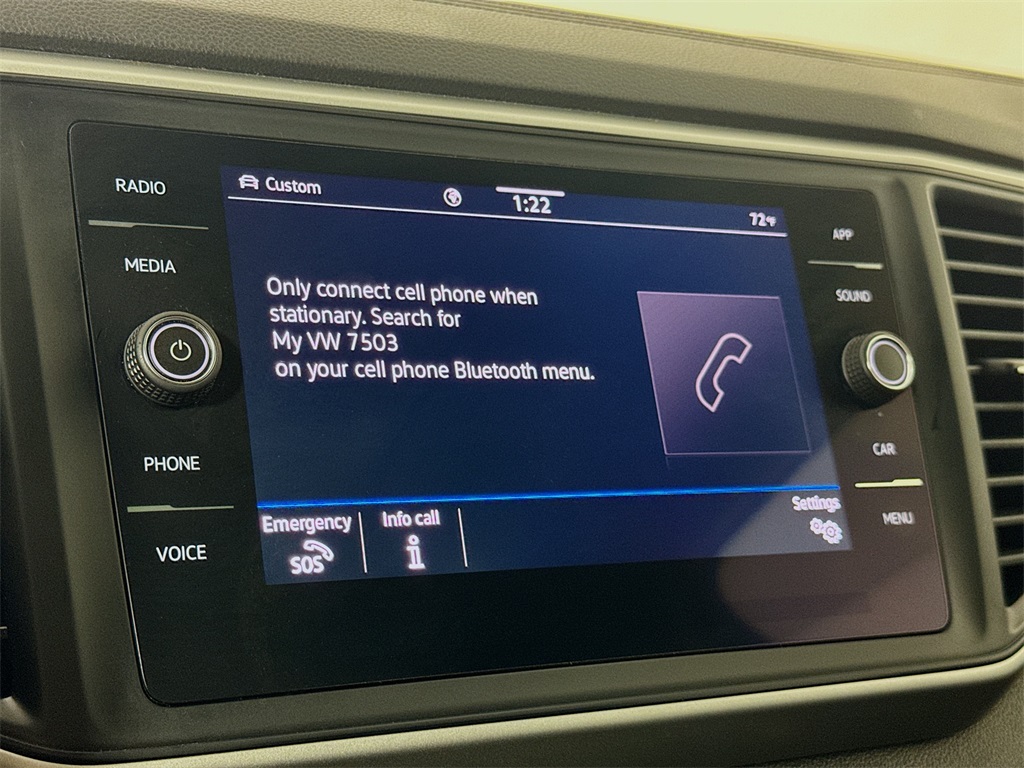 RADIO
MEDIA
PHONE
VOICE
Custom
1:22
72°F
Only connect cell phone when
stationary. Search for
My VW 7503
on your cell phone Bluetooth menu.
Emergency
SOS
Info call
i
Settings
APP
SOUND
CAR
MENU